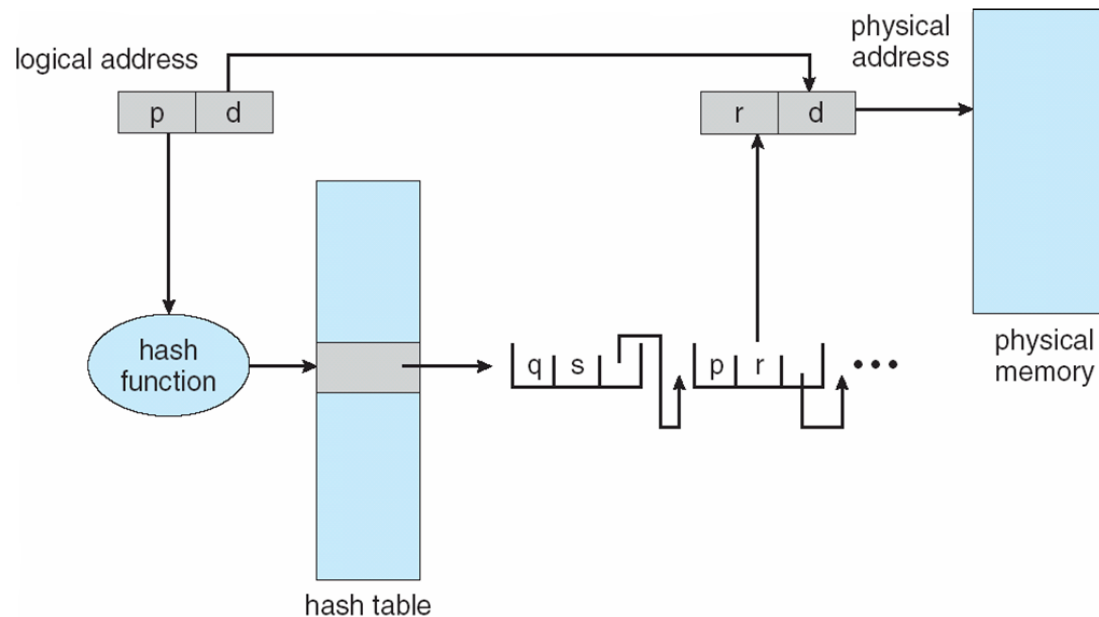 logical address
p d
physical
address
r d
hash
function
hash table
q s
p r
•••
physical
memory